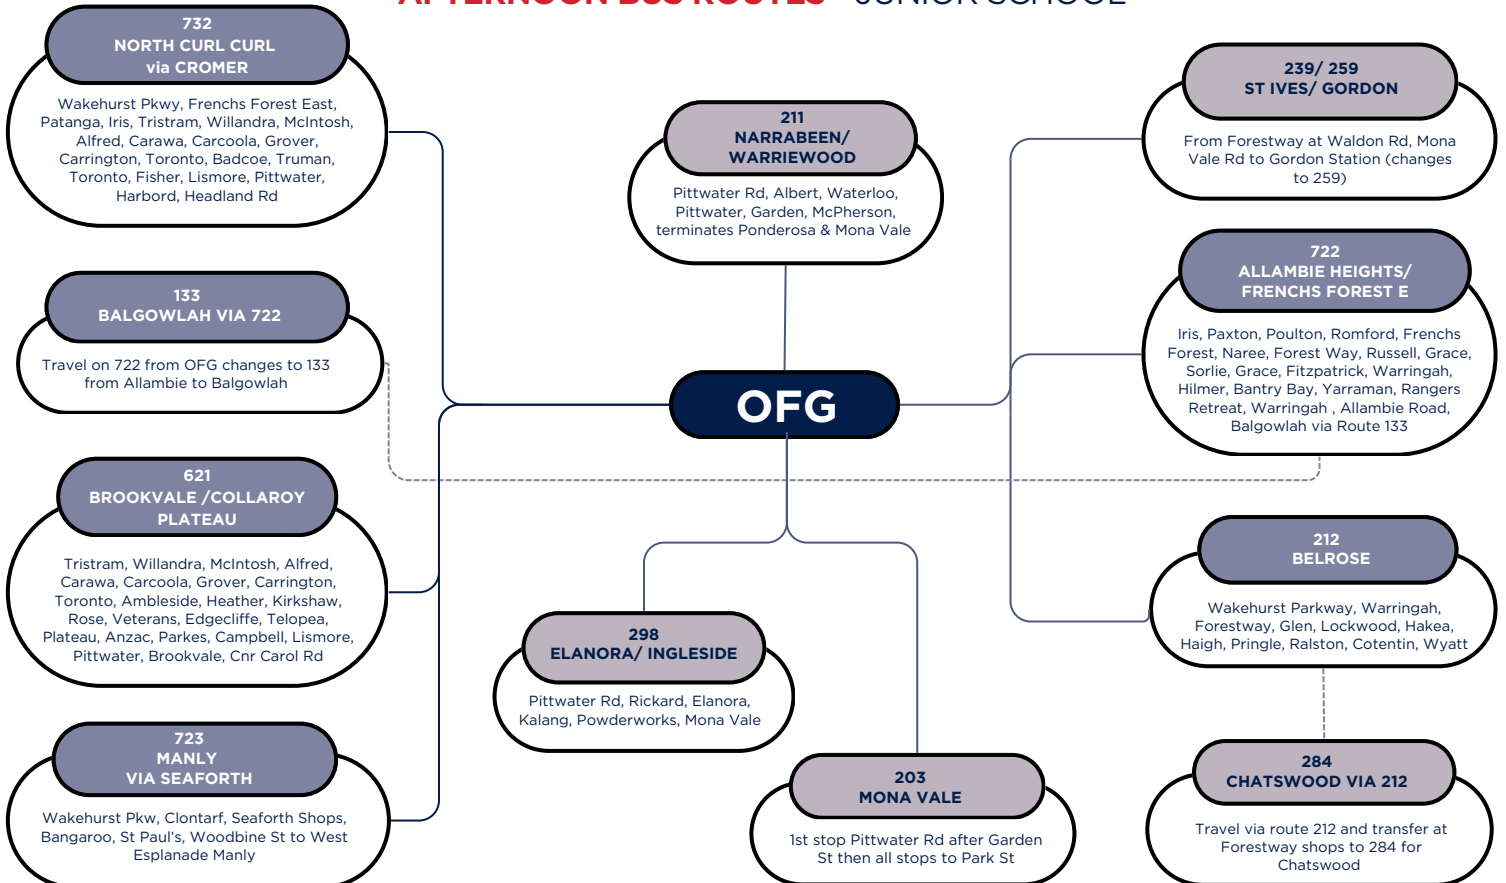 AFTERNOON BUS ROUTES JUNIOR SCHOOL
732
NORTH CURL CURL
via CROMER
Wakehurst Pkwy, Frenchs Forest East,
Patanga, Iris, Tristram, Willandra, McIntosh,
Alfred, Carawa, Carcoola, Grover,
Carrington, Toronto, Badcoe, Truman,
Toronto, Fisher, Lismore, Pittwater,
Harbord, Headland Rd
133
BALGOWLAH VIA 722
Travel on 722 from OFG changes to 133
from Allambie to Balgowlah
621
BROOKVALE /COLLAROY
PLATEAU
Tristram, Willandra, McIntosh, Alfred,
Carawa, Carcoola, Grover, Carrington,
Toronto, Ambleside, Heather, Kirkshaw,
Rose, Veterans, Edgecliffe, Telopea,
Plateau, Anzac, Parkes, Campbell, Lismore,
Pittwater, Brookvale, Cnr Carol Rd
723
MANLY
VIA SEAFORTH
Wakehurst Pkw, Clontarf, Seaforth Shops,
Bangaroo, St Paul's, Woodbine St to West
Esplanade Manly
211
NARRABEEN/
WARRIEWOOD
Pittwater Rd, Albert, Waterloo,
Pittwater, Garden, McPherson,
terminates Ponderosa & Mona Vale
OFG
298
ELANORA/ INGLESIDE
Pittwater Rd, Rickard, Elanora,
Kalang, Powderworks, Mona Vale
203
MONA VALE
1st stop Pittwater Rd after Garden
St then all stops to Park St
239/ 259
ST IVES/ GORDON
From Forestway at Waldon Rd, Mona
Vale Rd to Gordon Station (changes
to 259)
722
ALLAMBIE HEIGHTS/
FRENCHS FOREST E
Iris, Paxton, Poulton, Romford, Frenchs
Forest, Naree, Forest Way, Russell, Grace,
Sorlie, Grace, Fitzpatrick, Warringah,
Hilmer, Bantry Bay, Yarraman, Rangers
Retreat, Warringah , Allambie Road,
Balgowlah via Route 133
212
BELROSE
Wakehurst Parkway, Warringah,
Forestway, Glen, Lockwood, Hakea,
Haigh, Pringle, Ralston, Cotentin, Wyatt
284
CHATSWOOD VIA 212
Travel via route 212 and transfer at
Forestway shops to 284 for
Chatswood